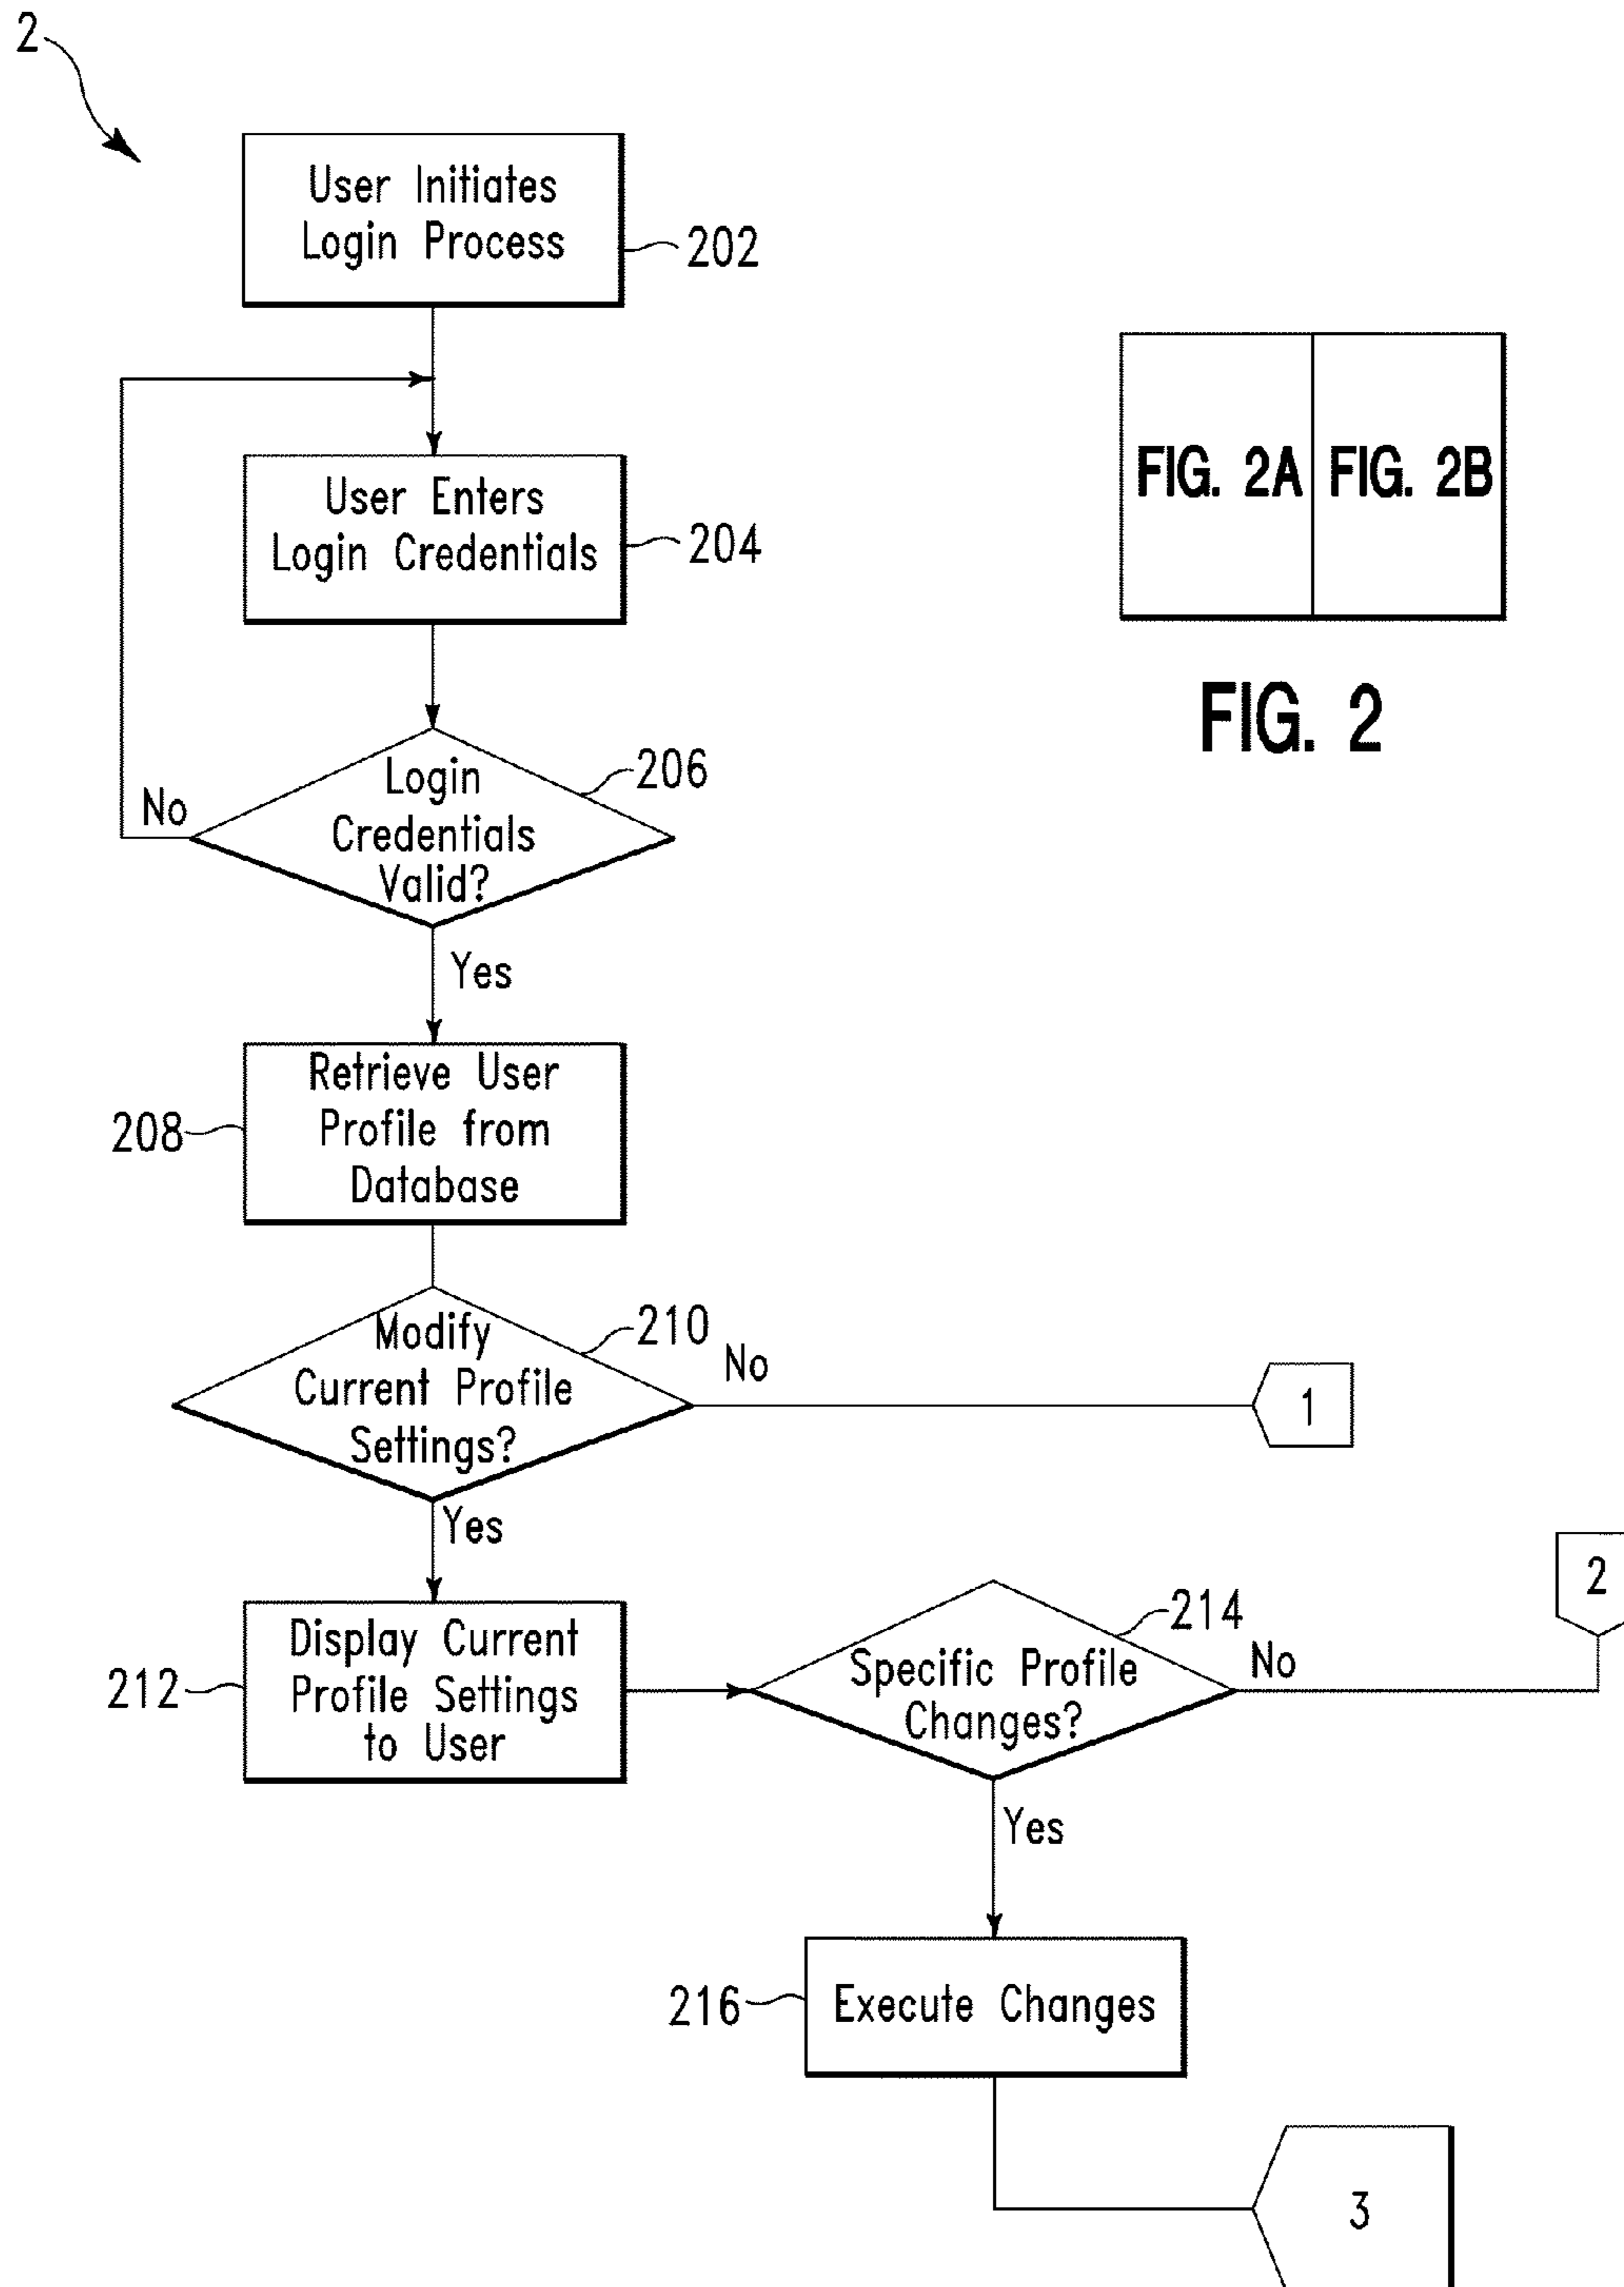 2
User Initiates
Login Process
202
User Enters
Login Credentials
204
FIG. 2A
FIG. 2B
FIG. 2
Login
Credentials
Valid?
206
No
Yes
Retrieve User
Profile from
Database
208
Modify
Current Profile
Settings?
210
No
1
Yes
Display Current
Profile Settings
to User
212
Specific Profile
Changes?
214
No
2
Yes
Execute Changes
216
3